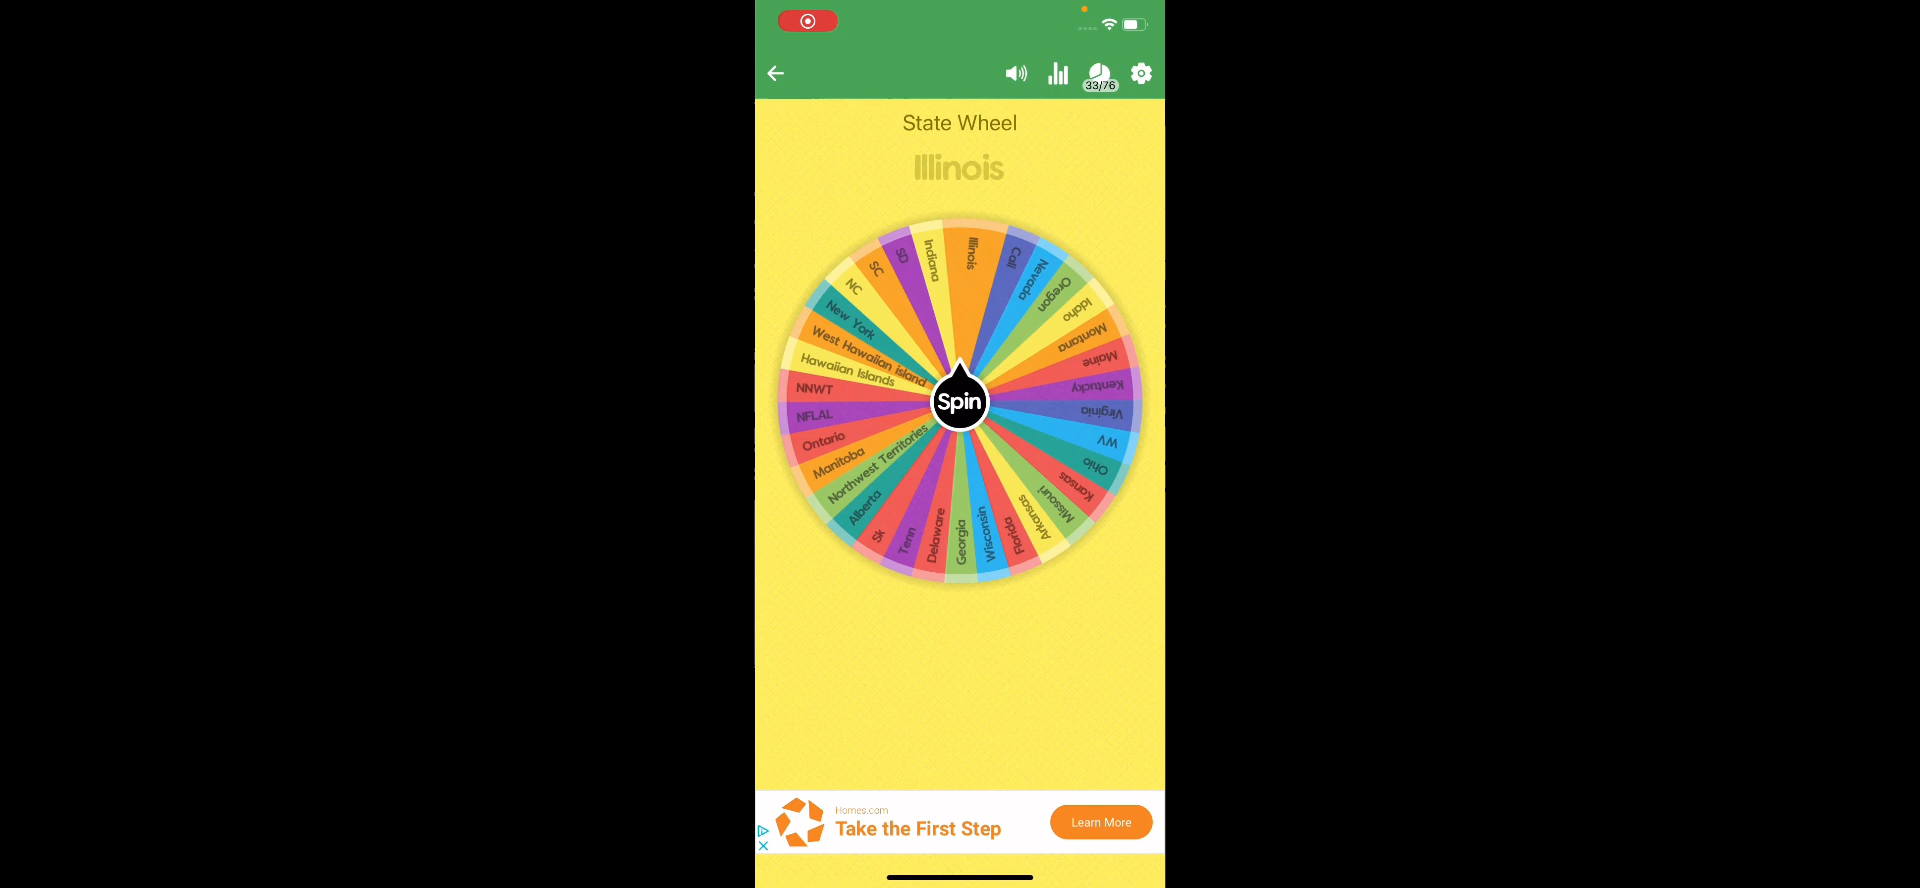 33/76
State Wheel
Illinois
Illinois
Cali
Nevada
Oregon
Idaho
Montana
Maine
Kentucky
Virginia
WV
Ohio
Kansas
Missouri
Arkansas
Florida
Wisconsin
Georgia
Delaware
Tenn
Sk
Alberta
Northwest Territories
Manitoba
Ontario
NFLAL
NNWT
Hawaiian Islands
West Hawaiian island
New York
NC
SC
SD
Indiana
Spin
Homes.com
Take the First Step
Learn More